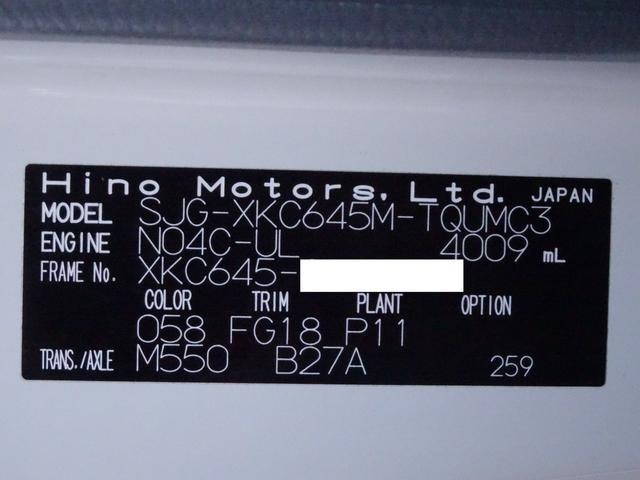 Hino Motors, Ltd. JAPAN
MODEL SJG-XKC645M-TQUMC3
ENGINE N04C-UL 4009 mL
FRAME No. XKC645-
COLOR TRIM PLANT OPTION
058 FG18 P11
TRANS./AXLE M550 B27A 259